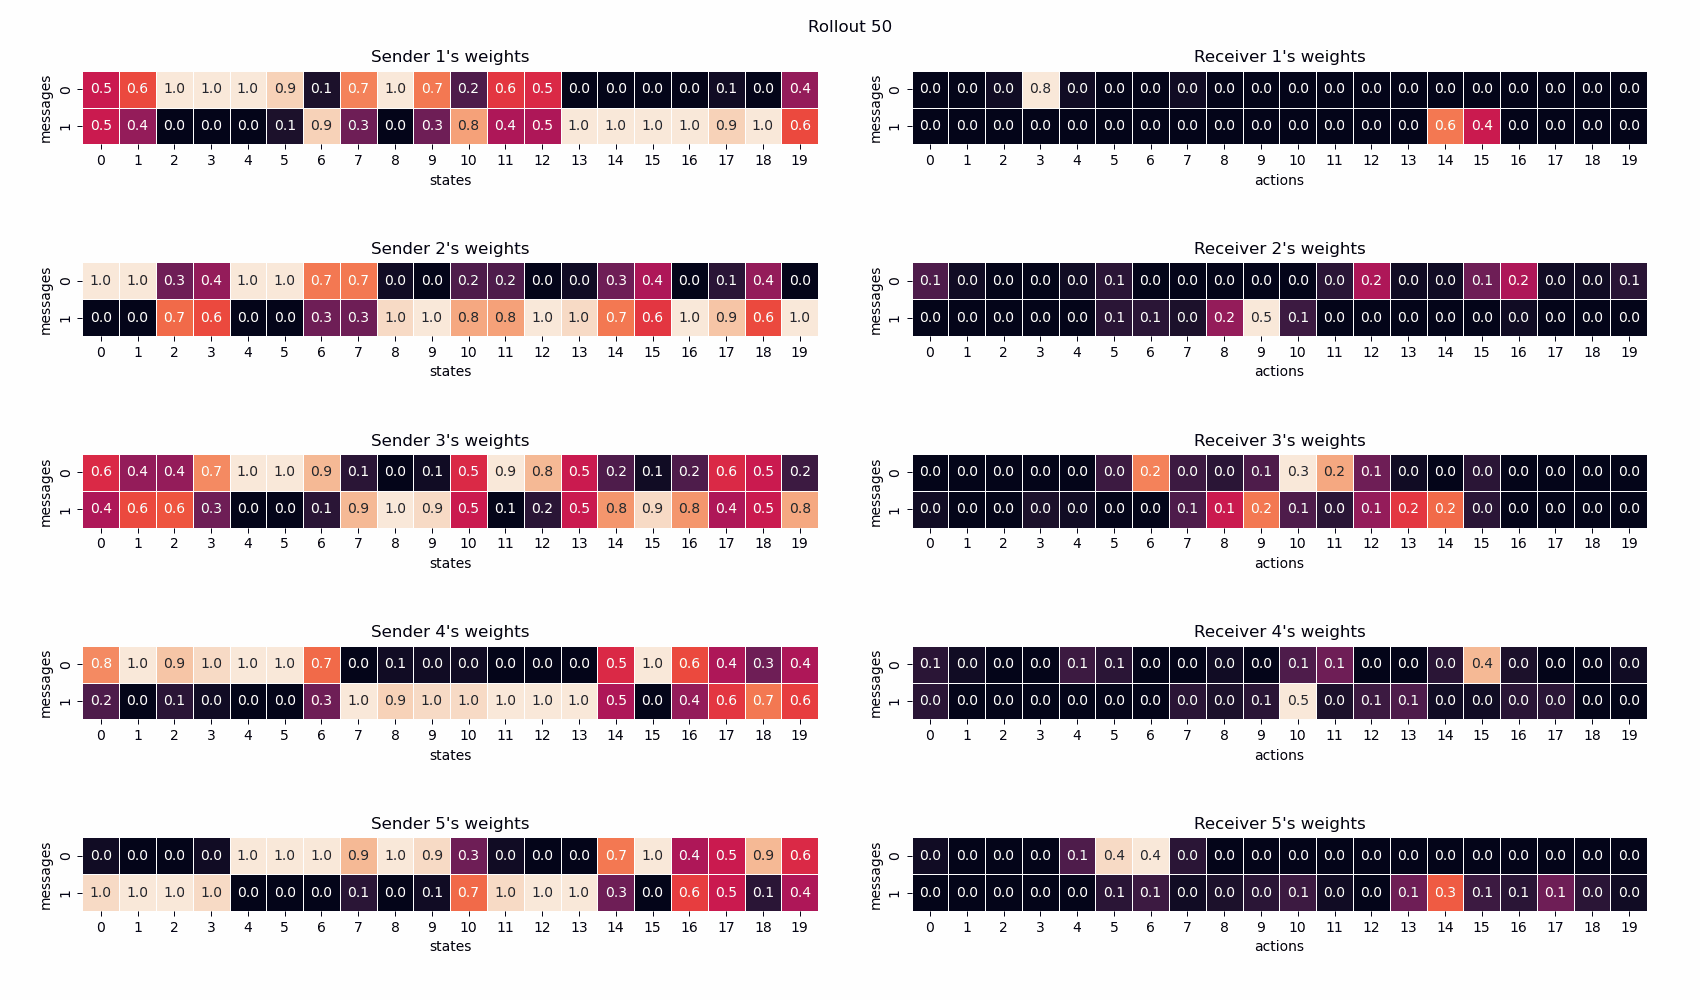 Rollout 50
Sender 1's weights
messages
0 0.5 0.6 1.0 1.0 1.0 0.9 0.1 0.7 1.0 0.7 0.2 0.6 0.5 0.0 0.0 0.0 0.0 0.1 0.0 0.4
1 0.5 0.4 0.0 0.0 0.0 0.1 0.9 0.3 0.0 0.3 0.8 0.4 0.5 1.0 1.0 1.0 1.0 0.9 1.0 0.6
0 1 2 3 4 5 6 7 8 9 10 11 12 13 14 15 16 17 18 19
states
Receiver 1's weights
messages
0 0.0 0.0 0.0 0.8 0.0 0.0 0.0 0.0 0.0 0.0 0.0 0.0 0.0 0.0 0.0 0.0 0.0 0.0 0.0 0.0
1 0.0 0.0 0.0 0.0 0.0 0.0 0.0 0.0 0.0 0.0 0.0 0.0 0.0 0.0 0.6 0.4 0.0 0.0 0.0 0.0
0 1 2 3 4 5 6 7 8 9 10 11 12 13 14 15 16 17 18 19
actions
Sender 2's weights
messages
0 1.0 1.0 0.3 0.4 1.0 1.0 0.7 0.7 0.0 0.0 0.2 0.2 0.0 0.0 0.3 0.4 0.0 0.1 0.4 0.0
1 0.0 0.0 0.7 0.6 0.0 0.0 0.3 0.3 1.0 1.0 0.8 0.8 1.0 1.0 0.7 0.6 1.0 0.9 0.6 1.0
0 1 2 3 4 5 6 7 8 9 10 11 12 13 14 15 16 17 18 19
states
Receiver 2's weights
messages
0 0.1 0.0 0.0 0.0 0.0 0.1 0.0 0.0 0.0 0.0 0.0 0.0 0.2 0.0 0.0 0.1 0.2 0.0 0.0 0.1
1 0.0 0.0 0.0 0.0 0.0 0.1 0.1 0.0 0.2 0.5 0.1 0.0 0.0 0.0 0.0 0.0 0.0 0.0 0.0 0.0
0 1 2 3 4 5 6 7 8 9 10 11 12 13 14 15 16 17 18 19
actions
Sender 3's weights
messages
0 0.6 0.4 0.4 0.7 1.0 1.0 0.9 0.1 0.0 0.1 0.5 0.9 0.8 0.5 0.2 0.1 0.2 0.6 0.5 0.2
1 0.4 0.6 0.6 0.3 0.0 0.0 0.1 0.9 1.0 0.9 0.5 0.1 0.2 0.5 0.8 0.9 0.8 0.4 0.5 0.8
0 1 2 3 4 5 6 7 8 9 10 11 12 13 14 15 16 17 18 19
states
Receiver 3's weights
messages
0 0.0 0.0 0.0 0.0 0.0 0.0 0.2 0.0 0.0 0.1 0.3 0.2 0.1 0.0 0.0 0.0 0.0 0.0 0.0 0.0
1 0.0 0.0 0.0 0.0 0.0 0.0 0.0 0.1 0.1 0.2 0.1 0.0 0.1 0.2 0.2 0.0 0.0 0.0 0.0 0.0
0 1 2 3 4 5 6 7 8 9 10 11 12 13 14 15 16 17 18 19
actions
Sender 4's weights
messages
0 0.8 1.0 0.9 1.0 1.0 1.0 0.7 0.0 0.1 0.0 0.0 0.0 0.0 0.0 0.5 1.0 0.6 0.4 0.3 0.4
1 0.2 0.0 0.1 0.0 0.0 0.0 0.3 1.0 0.9 1.0 1.0 1.0 1.0 1.0 0.5 0.0 0.4 0.6 0.7 0.6
0 1 2 3 4 5 6 7 8 9 10 11 12 13 14 15 16 17 18 19
states
Receiver 4's weights
messages
0 0.1 0.0 0.0 0.0 0.1 0.1 0.0 0.0 0.0 0.0 0.1 0.1 0.0 0.0 0.0 0.4 0.0 0.0 0.0 0.0
1 0.0 0.0 0.0 0.0 0.0 0.0 0.0 0.0 0.0 0.1 0.5 0.0 0.1 0.1 0.0 0.0 0.0 0.0 0.0 0.0
0 1 2 3 4 5 6 7 8 9 10 11 12 13 14 15 16 17 18 19
actions
Sender 5's weights
messages
0 0.0 0.0 0.0 0.0 1.0 1.0 1.0 0.9 1.0 0.9 0.3 0.0 0.0 0.0 0.7 1.0 0.4 0.5 0.9 0.6
1 1.0 1.0 1.0 1.0 0.0 0.0 0.0 0.1 0.0 0.1 0.7 1.0 1.0 1.0 0.3 0.0 0.6 0.5 0.1 0.4
0 1 2 3 4 5 6 7 8 9 10 11 12 13 14 15 16 17 18 19
states
Receiver 5's weights
messages
0 0.0 0.0 0.0 0.0 0.1 0.4 0.4 0.0 0.0 0.0 0.0 0.0 0.0 0.0 0.0 0.0 0.0 0.0 0.0 0.0
1 0.0 0.0 0.0 0.0 0.0 0.1 0.1 0.0 0.0 0.0 0.1 0.0 0.0 0.1 0.3 0.1 0.1 0.1 0.0 0.0
0 1 2 3 4 5 6 7 8 9 10 11 12 13 14 15 16 17 18 19
actions